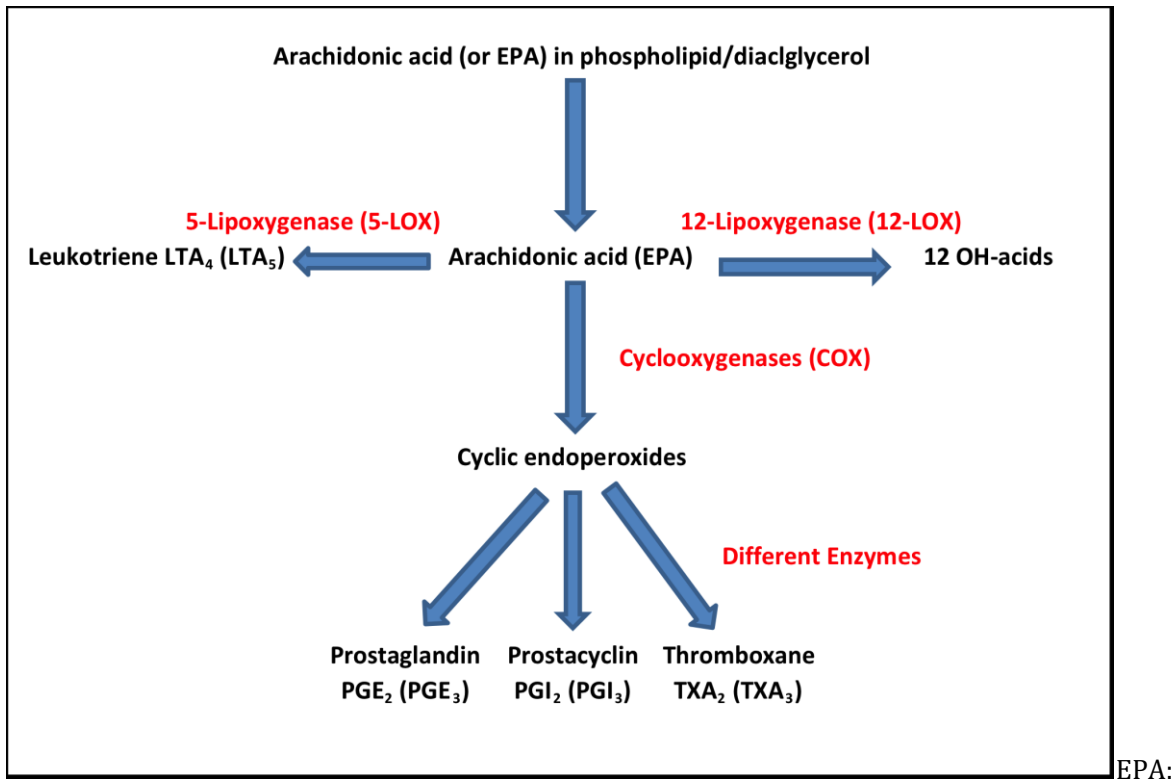 Arachidonic acid (or EPA) in phospholipid/diaclglycerol
5-Lipoxygenase (5-LOX) 12-Lipoxygenase (12-LOX)
Leukotriene LTA₄ (LTA₅) Arachidonic acid (EPA) 12 OH-acids
Cyclooxygenases (COX)
Cyclic endoperoxides
Different Enzymes
Prostaglandin Prostacyclin Thromboxane
PGE₂ (PGE₃) PGI₂ (PGI₃) TXA₂ (TXA₃)
EPA: